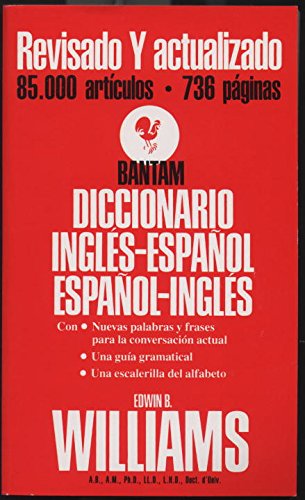 Revisado Y actualizado
85.000 artículos • 736 páginas
BANTAM
DICCIONARIO
INGLÉS-ESPAÑOL
ESPAÑOL-INGLÉS
Con • Nuevas palabras y frases
para la conversación actual
• Una guía gramatical
• Una escalerilla del alfabeto
EDWIN B.
WILLIAMS
A.B., A.M., Ph.D., LL.D., L.H.D., Doct. d'Univ.